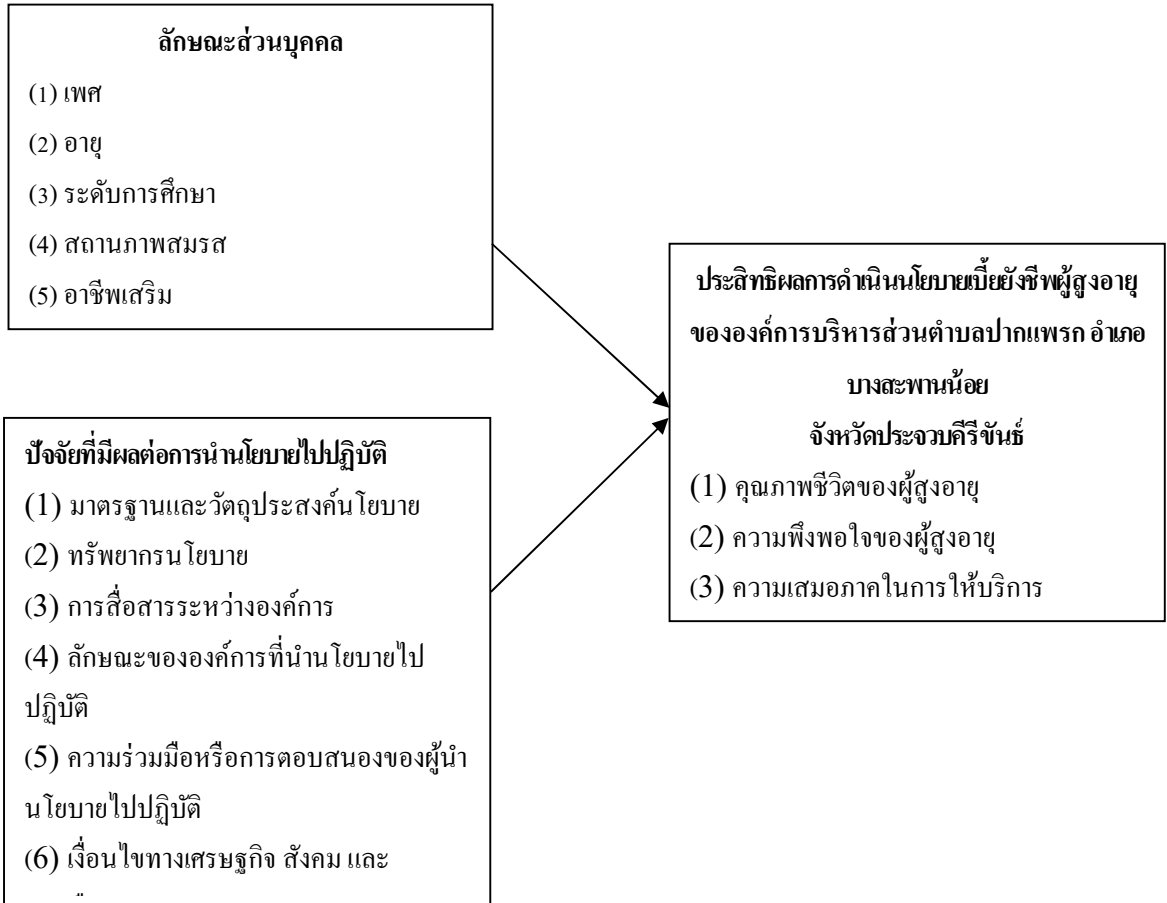 ลักษณะส่วนบุคคล
(1) เพศ
(2) อายุ
(3) ระดับการศึกษา
(4) สถานภาพสมรส
(5) อาชีพเสริม
ประสิทธิผลการดำเนินนโยบายเบี้ยยังชีพผู้สูงอายุ
ขององค์การบริหารส่วนตำบลปากแพรก อำเภอ
บางสะพานน้อย
จังหวัดประจวบคีรีขันธ์
(1) คุณภาพชีวิตของผู้สูงอายุ
(2) ความพึงพอใจของผู้สูงอายุ
(3) ความเสมอภาคในการให้บริการ
ปัจจัยที่มีผลต่อการนำนโยบายไปปฏิบัติ
(1) มาตรฐานและวัตถุประสงค์นโยบาย
(2) ทรัพยากรนโยบาย
(3) การสื่อสารระหว่างองค์การ
(4) ลักษณะขององค์การที่นำนโยบายไป
ปฏิบัติ
(5) ความร่วมมือหรือการตอบสนองของผู้นำ
นโยบายไปปฏิบัติ
(6) เงื่อนไขทางเศรษฐกิจ สังคม และ